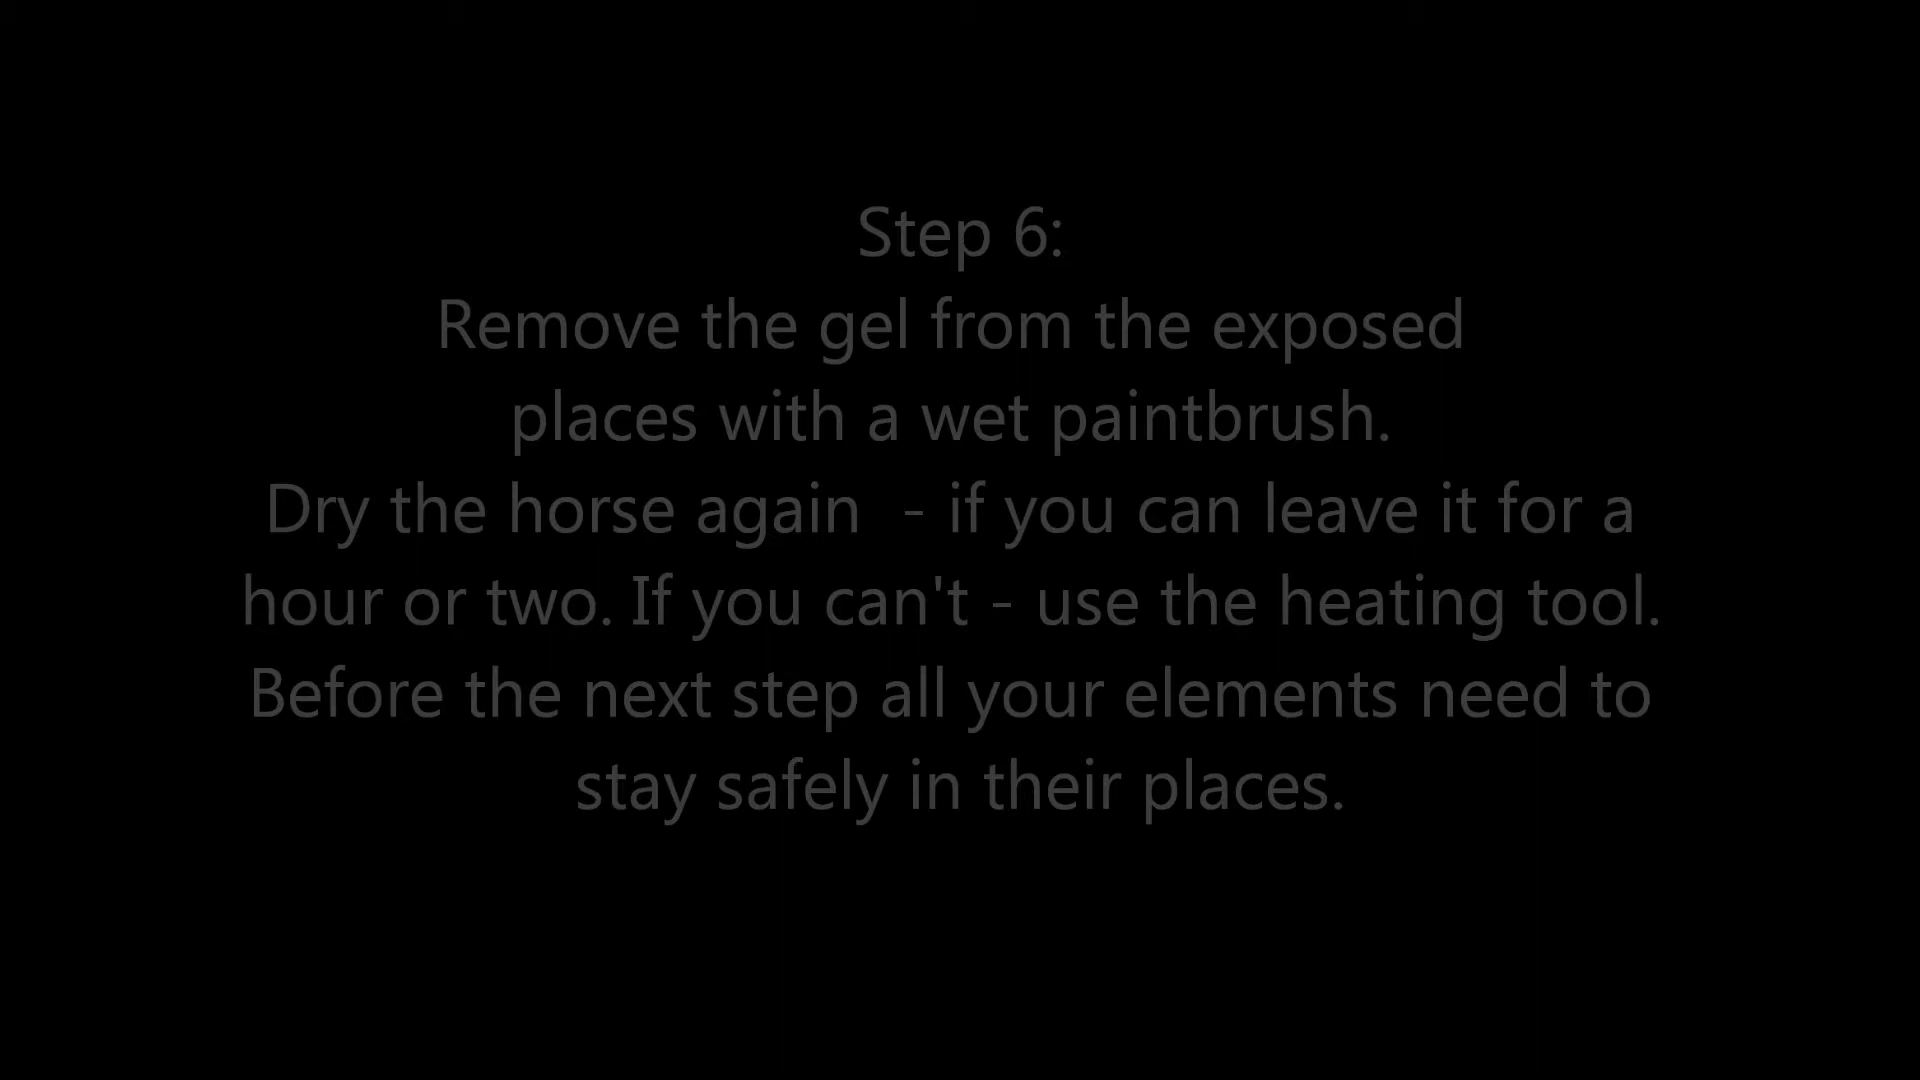 Step 6:
Remove the gel from the exposed
places with a wet paintbrush.
Dry the horse again  - if you can leave it for a
hour or two. If you can't - use the heating tool.
Before the next step all your elements need to
stay safely in their places.